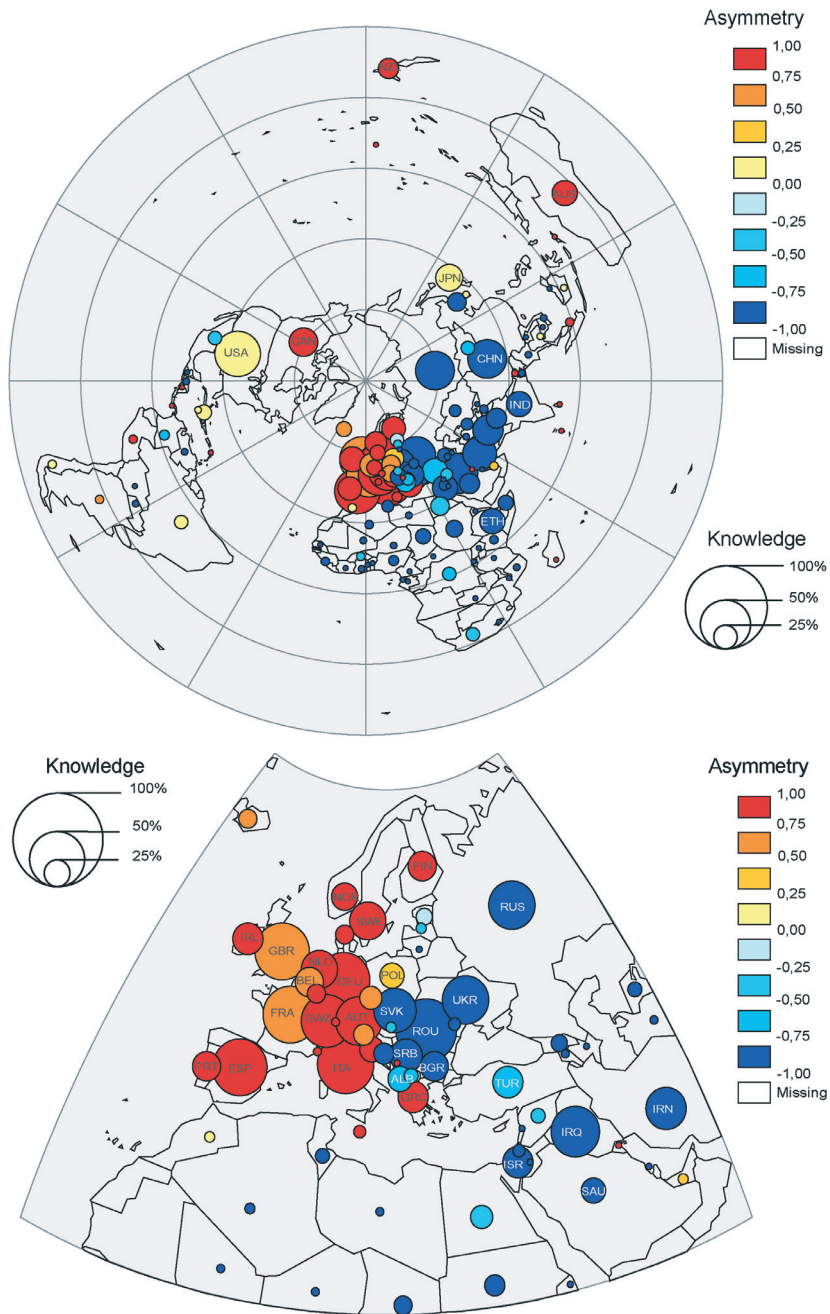 Asymmetry
1,00
0,75
0,50
0,25
0,00
-0,25
-0,50
-0,75
-1,00
Missing
NZL
AUS
JPN
USA
CAN
CHN
IND
ETH
Knowledge
100%
50%
25%
Knowledge
100%
50%
25%
Asymmetry
1,00
0,75
0,50
0,25
0,00
-0,25
-0,50
-0,75
-1,00
Missing
FIN
NOR
SWE
RUS
IRL
GBR
NLD
BEL
DEU
POL
UKR
FRA
SWZ
AUT
SVK
ROU
SRB
BGR
PRT
ESP
ITA
ALB
GRC
TUR
IRN
IRQ
ISR
SAU